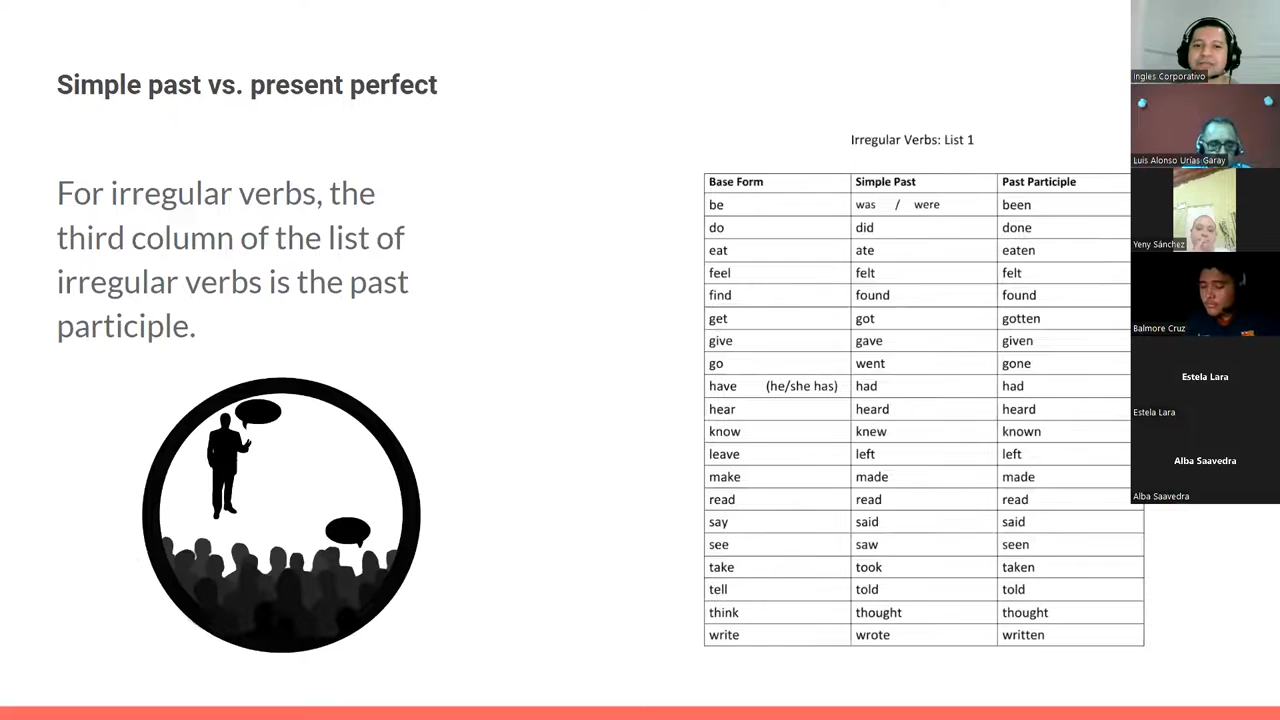 Simple past vs. present perfect
For irregular verbs, the
third column of the list of
irregular verbs is the past
participle.
Irregular Verbs: List 1
Base Form Simple Past Past Participle
be was / were been
do did done
eat ate eaten
feel felt felt
find found found
get got gotten
give gave given
go went gone
have (he/she has) had had
hear heard heard
know knew known
leave left left
make made made
read read read
say said said
see saw seen
take took taken
tell told told
think thought thought
write wrote written
Ingles Corporativo
Luis Alonso Urías Garay
Yeny Sánchez
Balmore Cruz
Estela Lara
Estela Lara
Alba Saavedra
Alba Saavedra